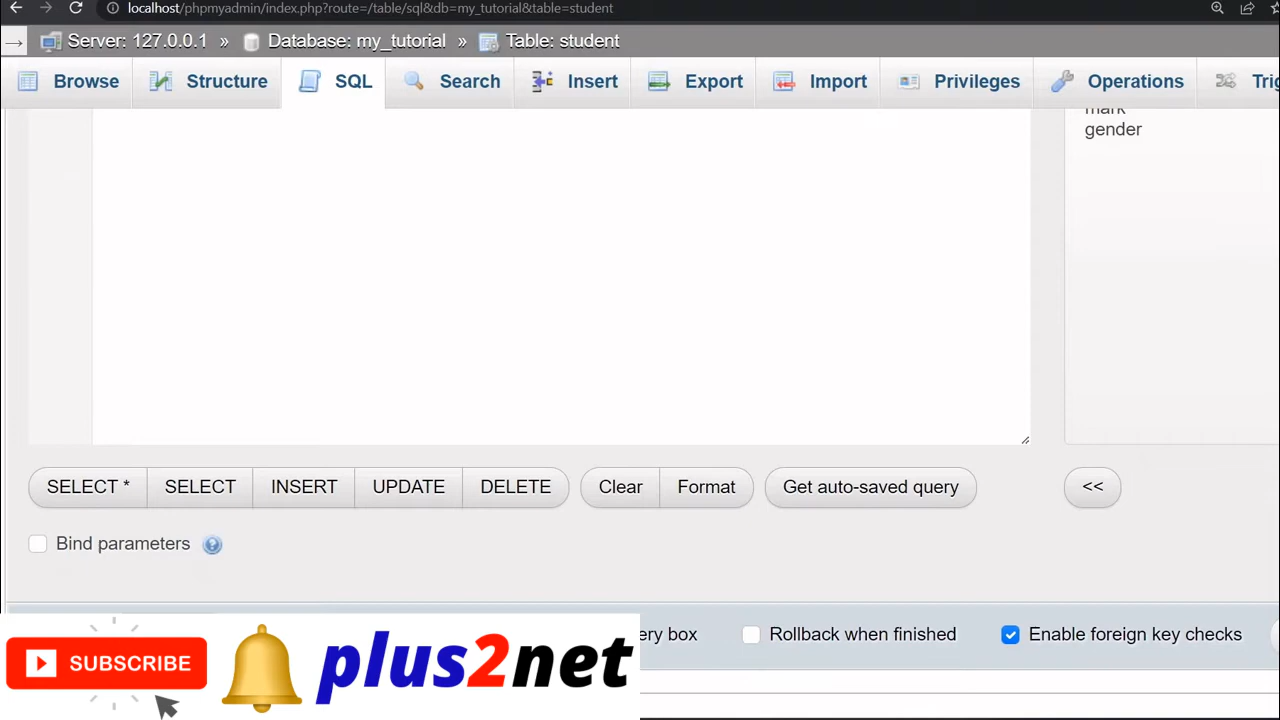 localhost/phpmyadmin/index.php?route=/table/sql&db=my_tutorial&table=student
Server: 127.0.0.1 » Database: my_tutorial » Table: student
Browse Structure SQL Search Insert Export Import Privileges Operations
mark
gender
SELECT * SELECT INSERT UPDATE DELETE Clear Format Get auto-saved query <<
Bind parameters
box Rollback when finished Enable foreign key checks
SUBSCRIBE plus2net